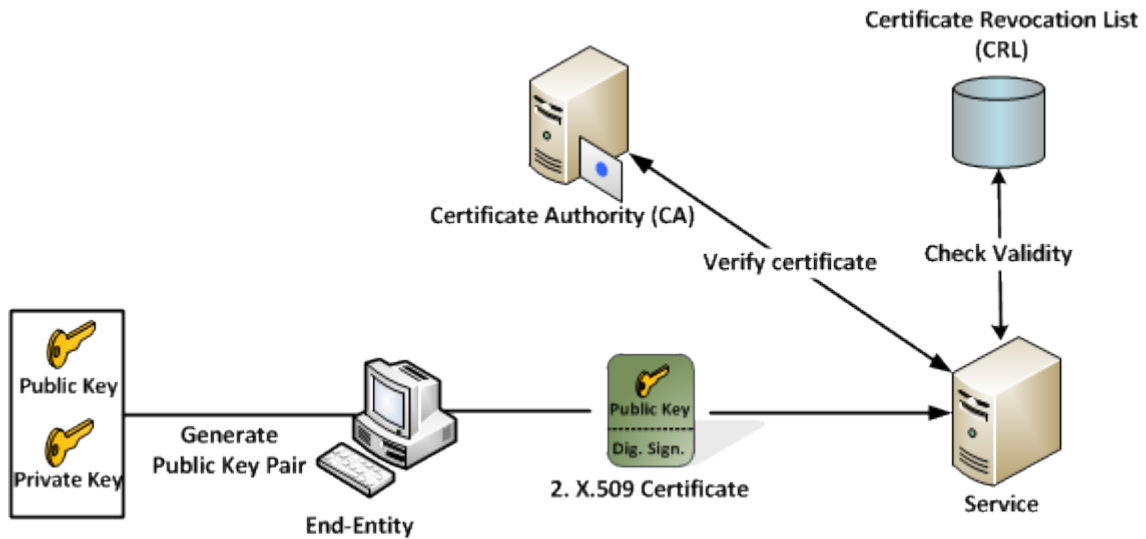 Certificate Revocation List
(CRL)
Certificate Authority (CA)
Verify certificate
Check Validity
Public Key
Private Key
Generate
Public Key Pair
End-Entity
Public Key
Dig. Sign.
2. X.509 Certificate
Service